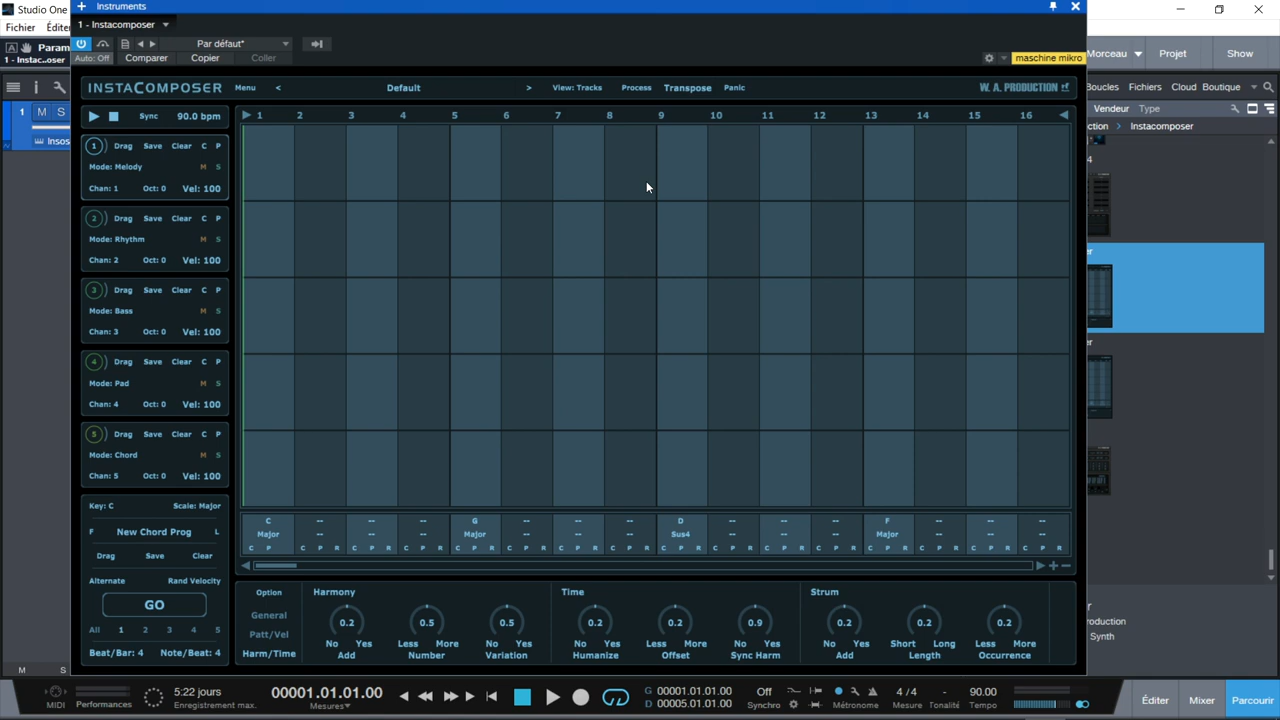 Studio One
Instruments
Fichier Éditer
1 - Instacomposer
Morceau Projet Show
Param
1 - Instac..oser
Par défaut*
Auto: Off Comparer Copier Coller
maschine mikro
Boucles Fichiers Cloud Boutique
Vendeur Type
Instacomposer
INSTACOMPOSER Menu < Default > View: Tracks Process Transpose Panic W. A. PRODUCTION
1 M S
Insos
Sync 90.0 bpm
1 2 3 4 5 6 7 8 9 10 11 12 13 14 15 16
1 Drag Save Clear C P
Mode: Melody M S
Chan: 1 Oct: 0 Vel: 100
2 Drag Save Clear C P
Mode: Rhythm M S
Chan: 2 Oct: 0 Vel: 100
3 Drag Save Clear C P
Mode: Bass M S
Chan: 3 Oct: 0 Vel: 100
4 Drag Save Clear C P
Mode: Pad M S
Chan: 4 Oct: 0 Vel: 100
5 Drag Save Clear C P
Mode: Chord M S
Chan: 5 Oct: 0 Vel: 100
Key: C Scale: Major
F New Chord Prog L
Drag Save Clear
Alternate Rand Velocity
GO
All 1 2 3 4 5
Beat/Bar: 4 Note/Beat: 4
C -- -- -- G -- -- -- D -- -- -- F -- -- --
Major -- -- -- Major -- -- -- Sus4 -- -- -- Major -- -- --
C P C P R C P R C P R C P R C P R C P R C P R C P R C P R C P R C P R C P R C P R C P R C P R
Option Harmony Time Strum
General 0.2 0.5 0.5 0.2 0.2 0.9 0.2 0.2 0.2
Patt/Vel
No Yes Less More No Yes No Yes Less More No Yes No Yes Short Long Less More
Harm/Time Add Number Variation Humanize Offset Sync Harm Add Length Occurrence
Synth
M S
MIDI Performances
5:22 jours
Enregistrement max.
00001.01.01.00
Mesures
G 00001.01.01.00
D 00005.01.01.00
Off
Synchro
Métronome
4 / 4
Mesure
-
Tonalité
90.00
Tempo
Éditer Mixer Parcourir